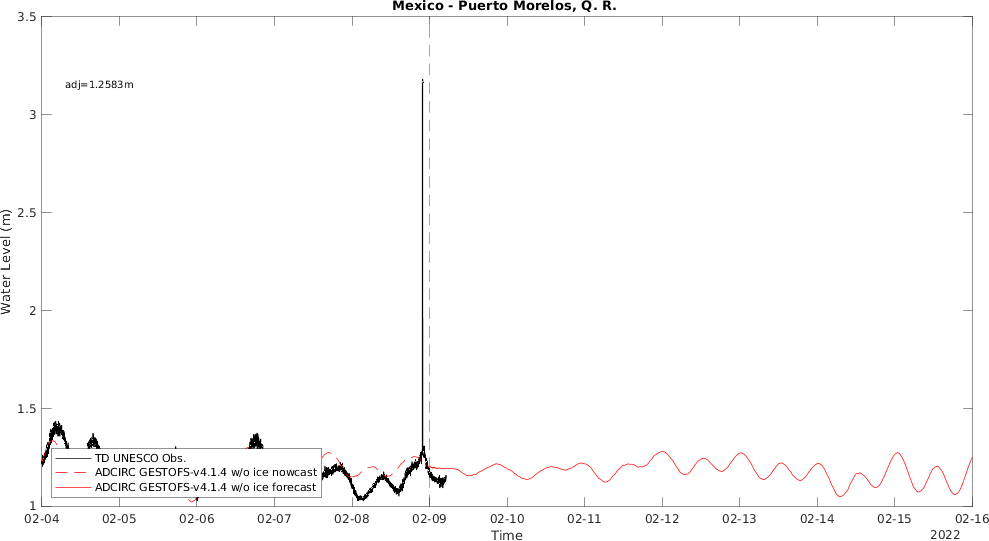 Mexico - Puerto Morelos, Q. R.
3.5
adj=1.2583m
3
2.5
Water Level (m)
2
1.5
TD UNESCO Obs.
ADCIRC GESTOFS-v4.1.4 w/o ice nowcast
ADCIRC GESTOFS-v4.1.4 w/o ice forecast
1
02-04 02-05 02-06 02-07 02-08 02-09 02-10 02-11 02-12 02-13 02-14 02-15 02-16
Time
2022